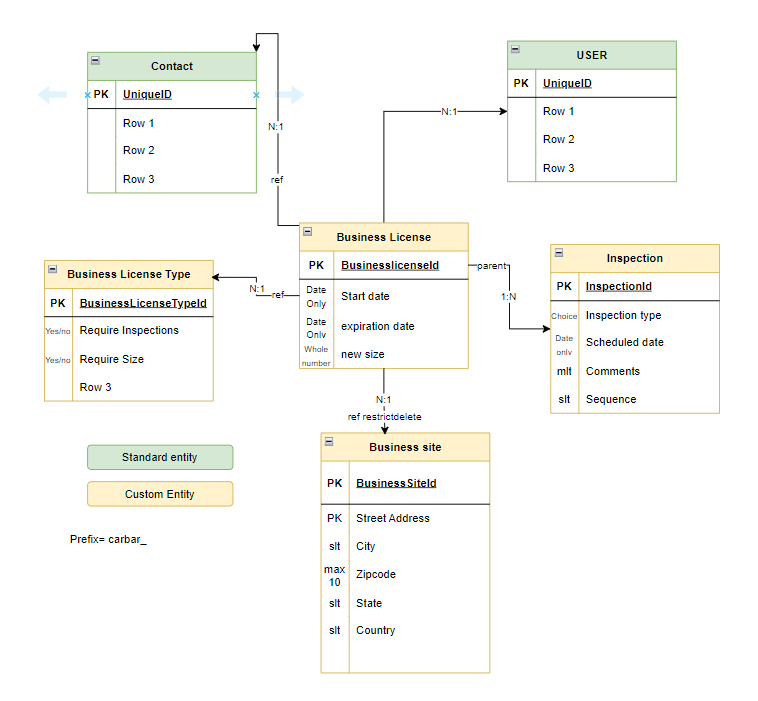 Contact
PK UniqueID
Row 1
Row 2
Row 3
USER
PK UniqueID
Row 1
Row 2
Row 3
N:1
ref
N:1
Business License
PK BusinesslicenseId
Date Only Start date
Date Only expiration date
Whole number new size
Business License Type
PK BusinessLicenseTypeId
Yes/no Require Inspections
Yes/no Require Size
Row 3
N:1
ref
parent
1:N
Inspection
PK InspectionId
Choice Inspection type
Date only Scheduled date
mlt Comments
slt Sequence
N:1
ref restrictdelete
Business site
PK BusinessSiteId
PK Street Address
slt City
max 10 Zipcode
slt State
slt Country
Standard entity
Custom Entity
Prefix= carbar_